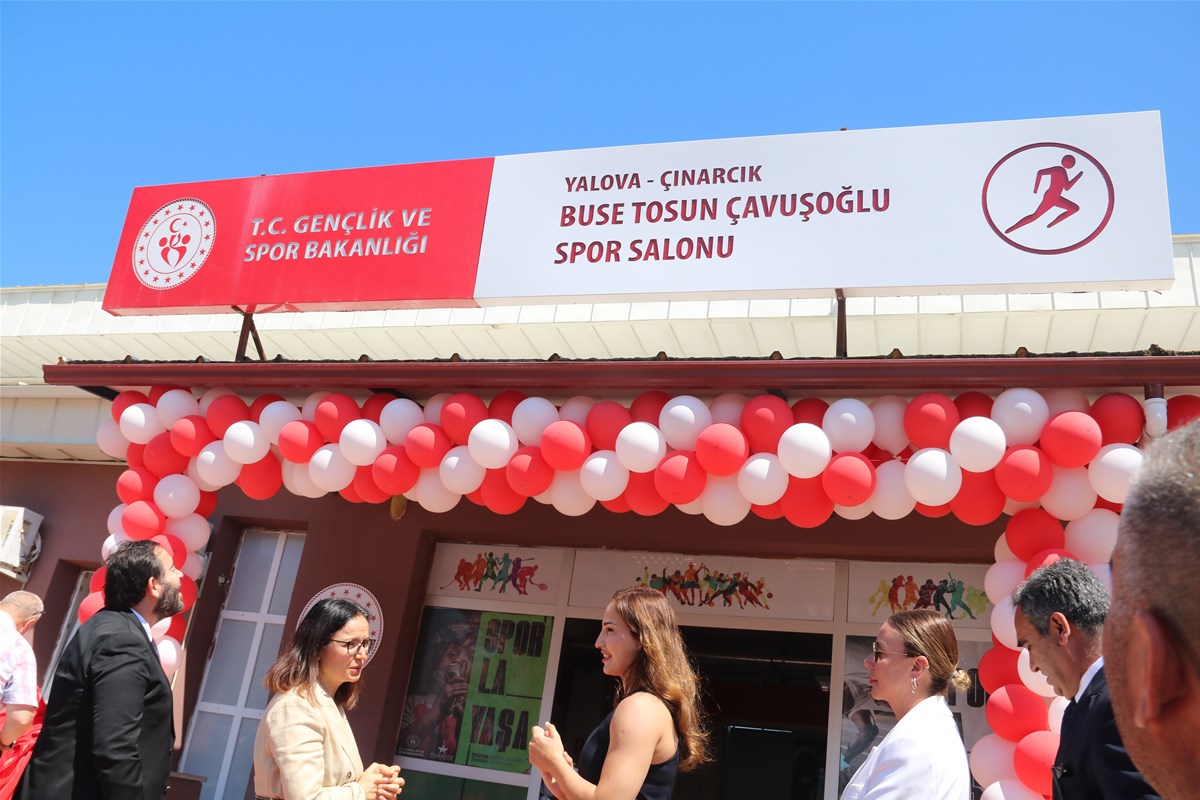 T.C. GENÇLİK VE
SPOR BAKANLIĞI
YALOVA - ÇINARCIK
BUSE TOSUN ÇAVUŞOĞLU
SPOR SALONU
SPOR
LA
YAŞA